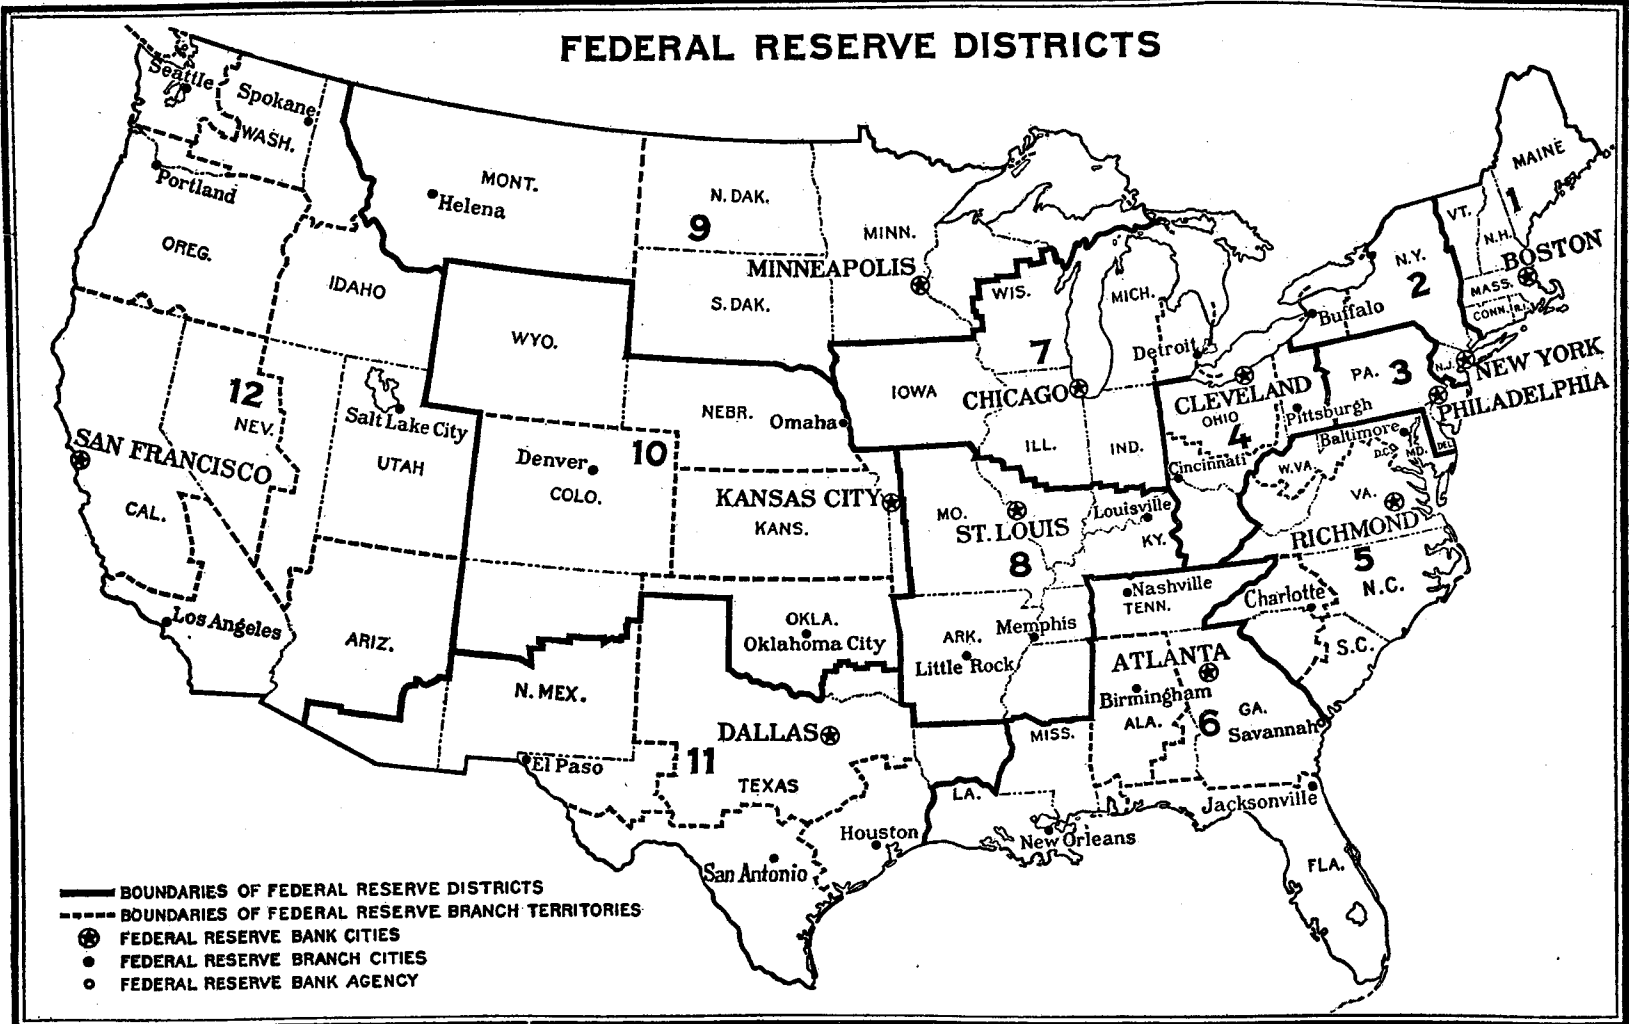 FEDERAL RESERVE DISTRICTS
Seattle
Spokane
WASH.
Portland
OREG.
IDAHO
MONT.
Helena
N. DAK.
9
MINN.
MINNEAPOLIS
S. DAK.
WYO.
WIS.
MICH.
7
Detroit
MAINE
1
VT.
N.H.
BOSTON
MASS.
CONN.
R.I.
N.Y.
2
Buffalo
NEW YORK
N.J.
PA.
3
PHILADELPHIA
Pittsburgh
CLEVELAND
OHIO
4
Cincinnati
Baltimore
D.C.
MD.
DEL.
W.VA.
VA.
RICHMOND
5
N.C.
Charlotte
S.C.
12
NEV.
SAN FRANCISCO
CAL.
Los Angeles
Salt Lake City
UTAH
ARIZ.
NEBR.
Omaha
IOWA
CHICAGO
ILL.
IND.
10
Denver
COLO.
KANSAS CITY
KANS.
MO.
ST. LOUIS
8
Louisville
KY.
Nashville
TENN.
Memphis
ARK.
Little Rock
OKLA.
Oklahoma City
N. MEX.
El Paso
DALLAS
11
TEXAS
Houston
San Antonio
LA.
New Orleans
MISS.
ATLANTA
Birmingham
ALA.
6
GA.
Savannah
Jacksonville
FLA.
BOUNDARIES OF FEDERAL RESERVE DISTRICTS
BOUNDARIES OF FEDERAL RESERVE BRANCH TERRITORIES
FEDERAL RESERVE BANK CITIES
FEDERAL RESERVE BRANCH CITIES
FEDERAL RESERVE BANK AGENCY